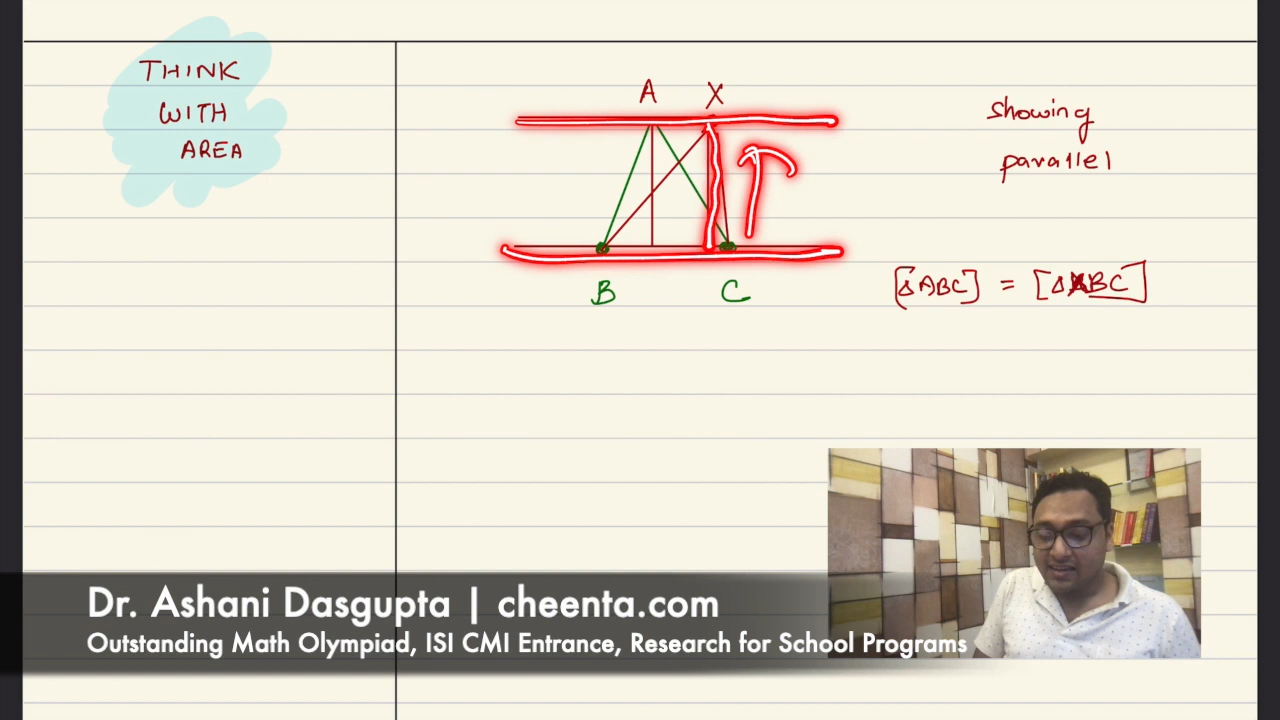 THINK
WITH
AREA
A X
B C
showing
parallel
[ΔABC] = [ΔXBC]
Dr. Ashani Dasgupta | cheenta.com
Outstanding Math Olympiad, ISI CMI Entrance, Research for School Programs